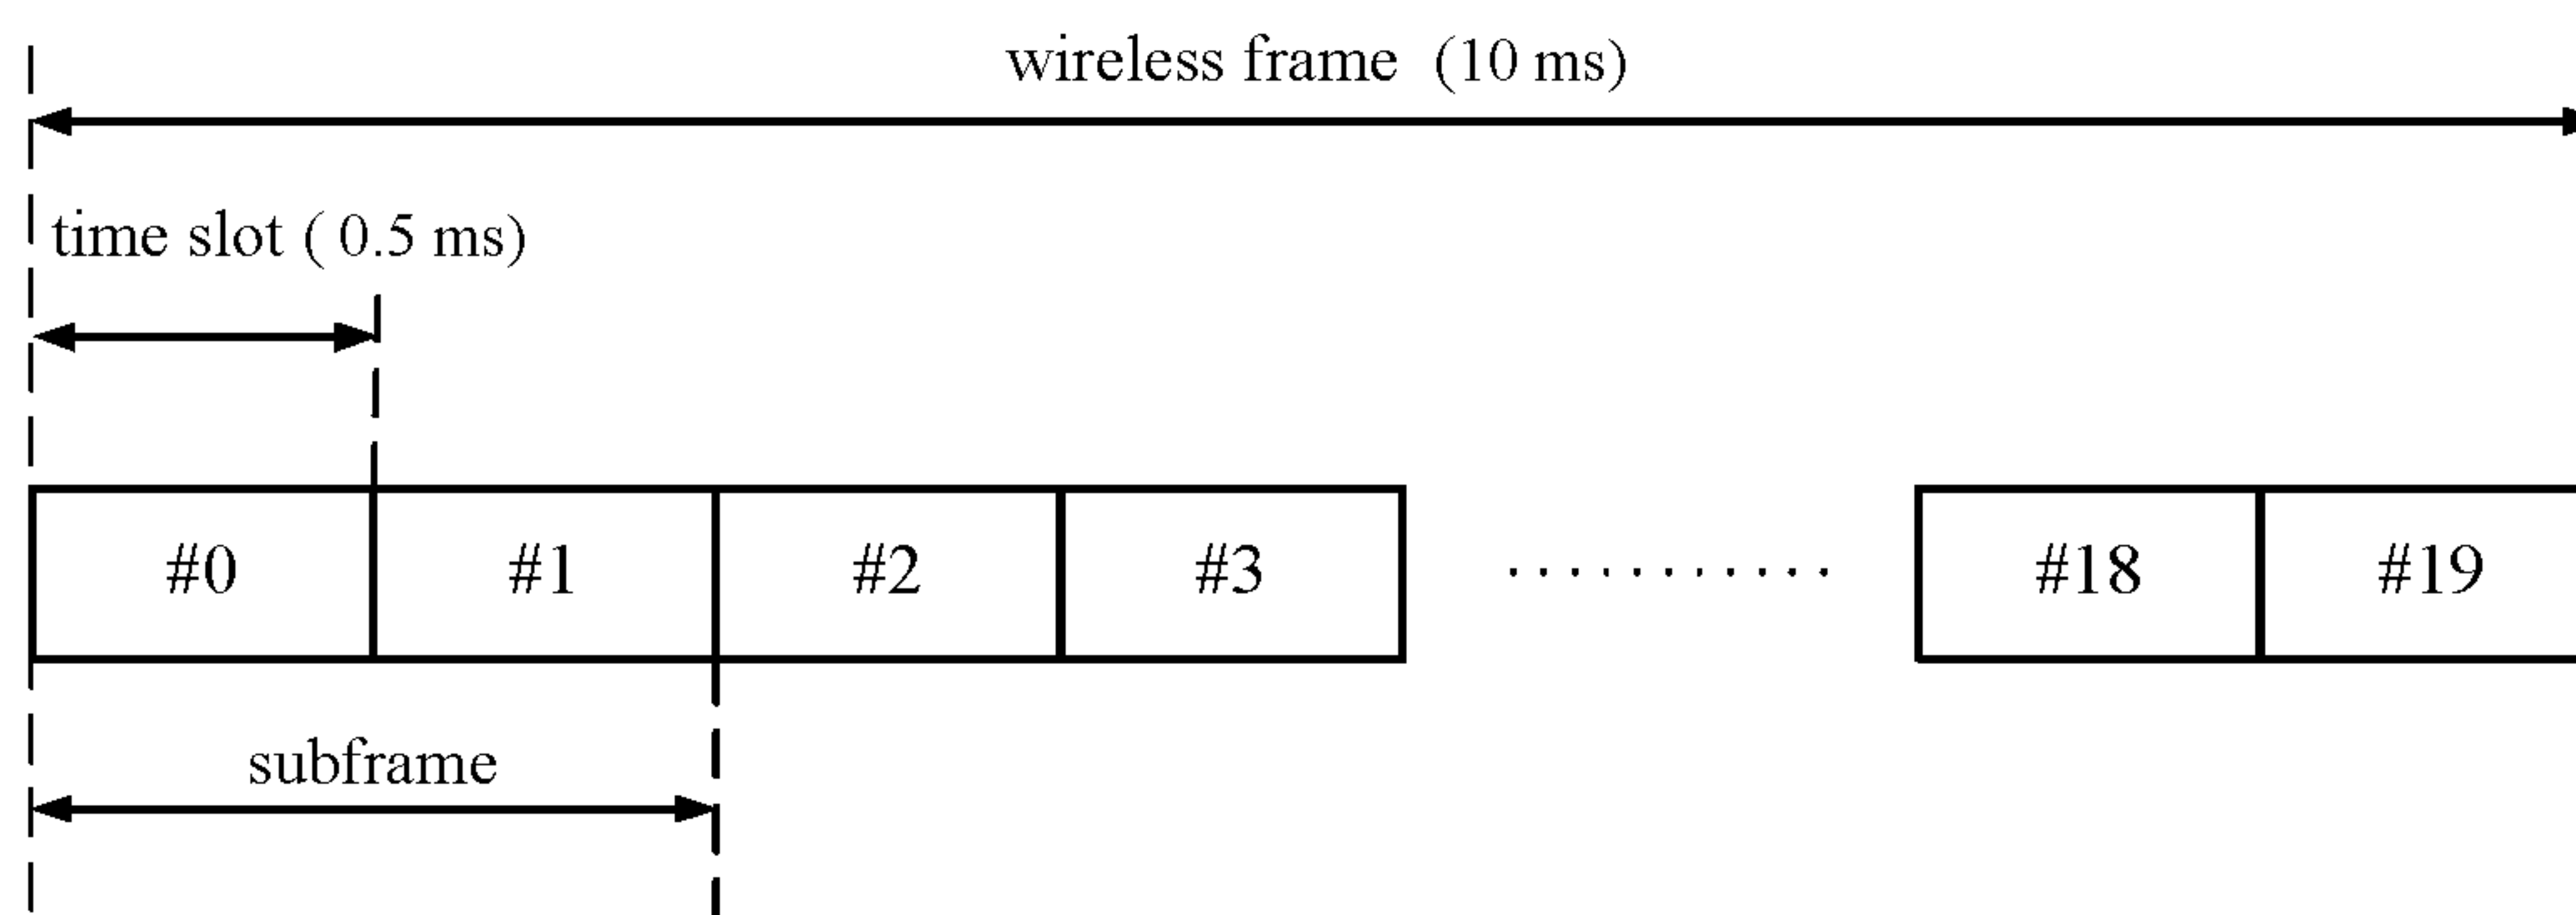 wireless frame (10 ms)
time slot ( 0.5 ms)
#0 #1 #2 #3 ........... #18 #19
subframe